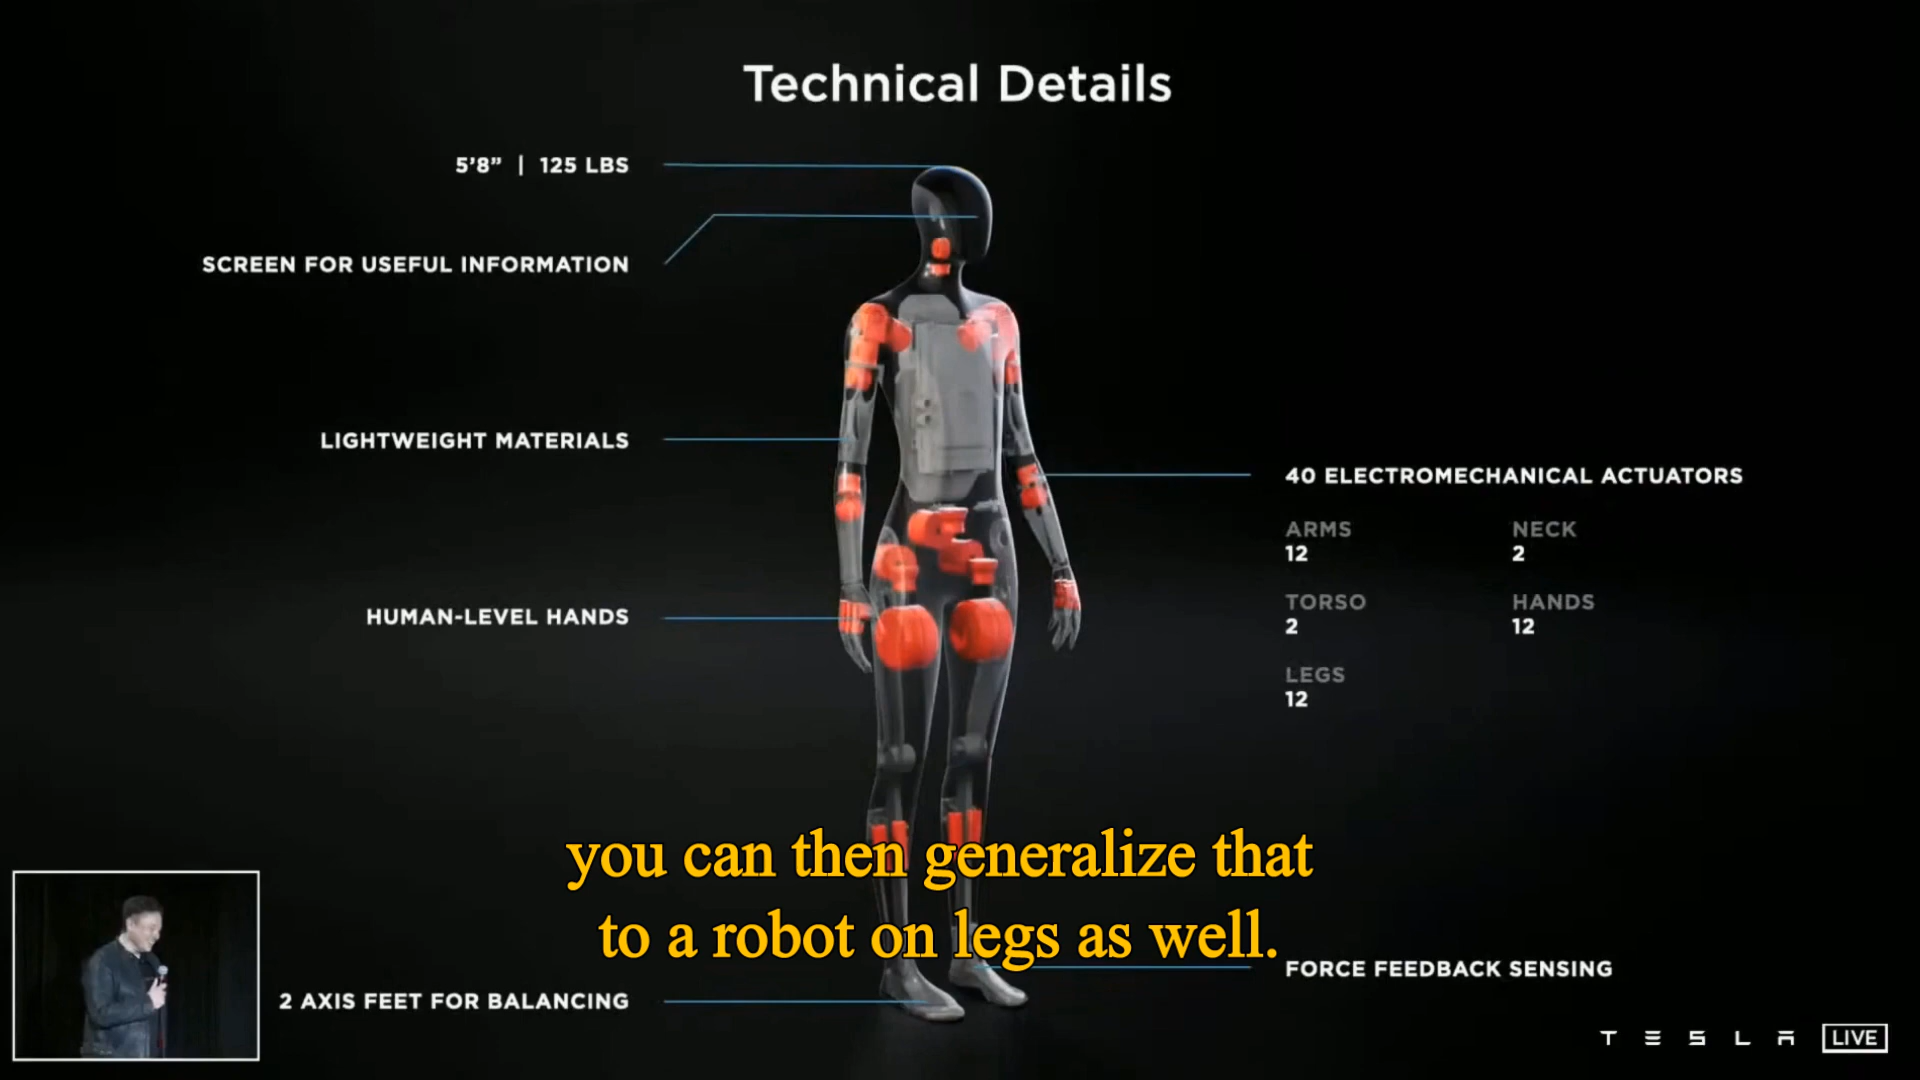 Technical Details
5’8” | 125 LBS
SCREEN FOR USEFUL INFORMATION
LIGHTWEIGHT MATERIALS
HUMAN-LEVEL HANDS
2 AXIS FEET FOR BALANCING
40 ELECTROMECHANICAL ACTUATORS
ARMS NECK
12 2
TORSO HANDS
2 12
LEGS
12
FORCE FEEDBACK SENSING
you can then generalize that
to a robot on legs as well.
TESLA LIVE